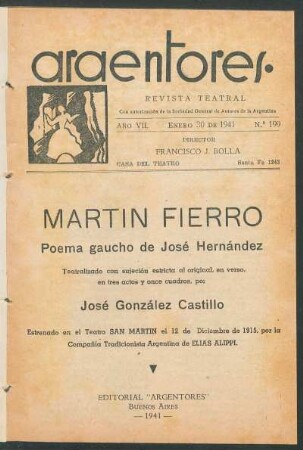 argentores.
REVISTA TEATRAL
Con autorización de la Sociedad General de Autores de la Argentina
AÑO VII. ENERO 30 DE 1941 N.º 199
DIRECTOR
FRANCISCO J. BOLLA
CASA DEL TEATRO Santa Fe 1243
MARTIN FIERRO
Poema gaucho de José Hernández
Teatralizado con sujeción estricta al original, en verso,
en tres actos y once cuadros, por
José González Castillo
Estrenado en el Teatro SAN MARTIN el 12 de Diciembre de 1915, por la
Compañía Tradicionalista Argentina de ELIAS ALIPPI.
EDITORIAL "ARGENTORES"
BUENOS AIRES
—1941—